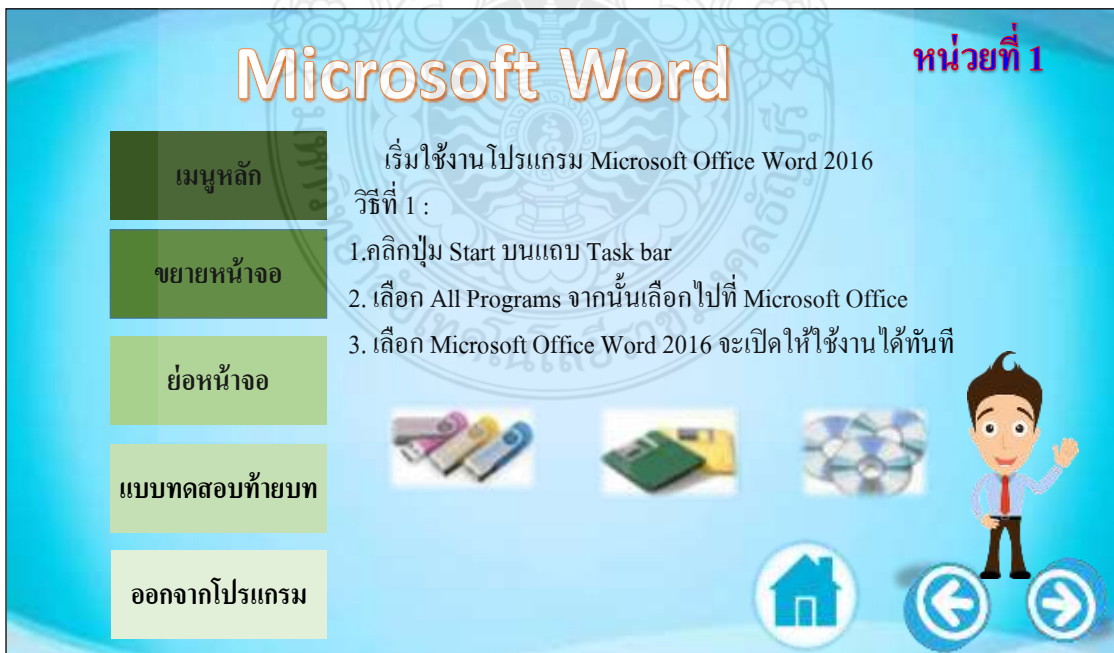 Microsoft Word
หน่วยที่ 1
เมนูหลัก
ขยายหน้าจอ
ย่อหน้าจอ
แบบทดสอบท้ายบท
ออกจากโปรแกรม
เริ่มใช้งานโปรแกรม Microsoft Office Word 2016
วิธีที่ 1 :
1.คลิกปุ่ม Start บนแถบ Task bar
2. เลือก All Programs จากนั้นเลือกไปที่ Microsoft Office
3. เลือก Microsoft Office Word 2016 จะเปิดให้ใช้งานได้ทันที